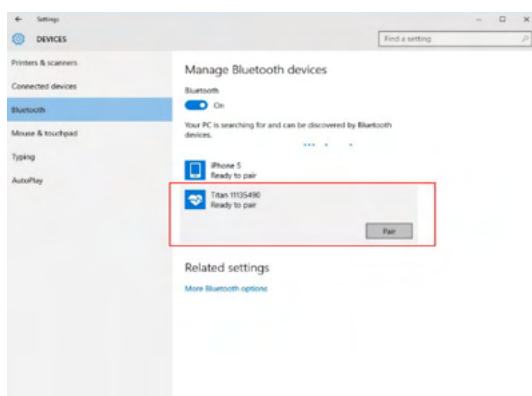 Settings
DEVICES
Find a setting
Printers & scanners
Connected devices
Bluetooth
Mouse & touchpad
Typing
AutoPlay
Manage Bluetooth devices
Bluetooth
On
Your PC is searching for and can be discovered by Bluetooth
devices.
iPhone 5
Ready to pair
Titan 11135490
Ready to pair
Pair
Related settings
More Bluetooth options